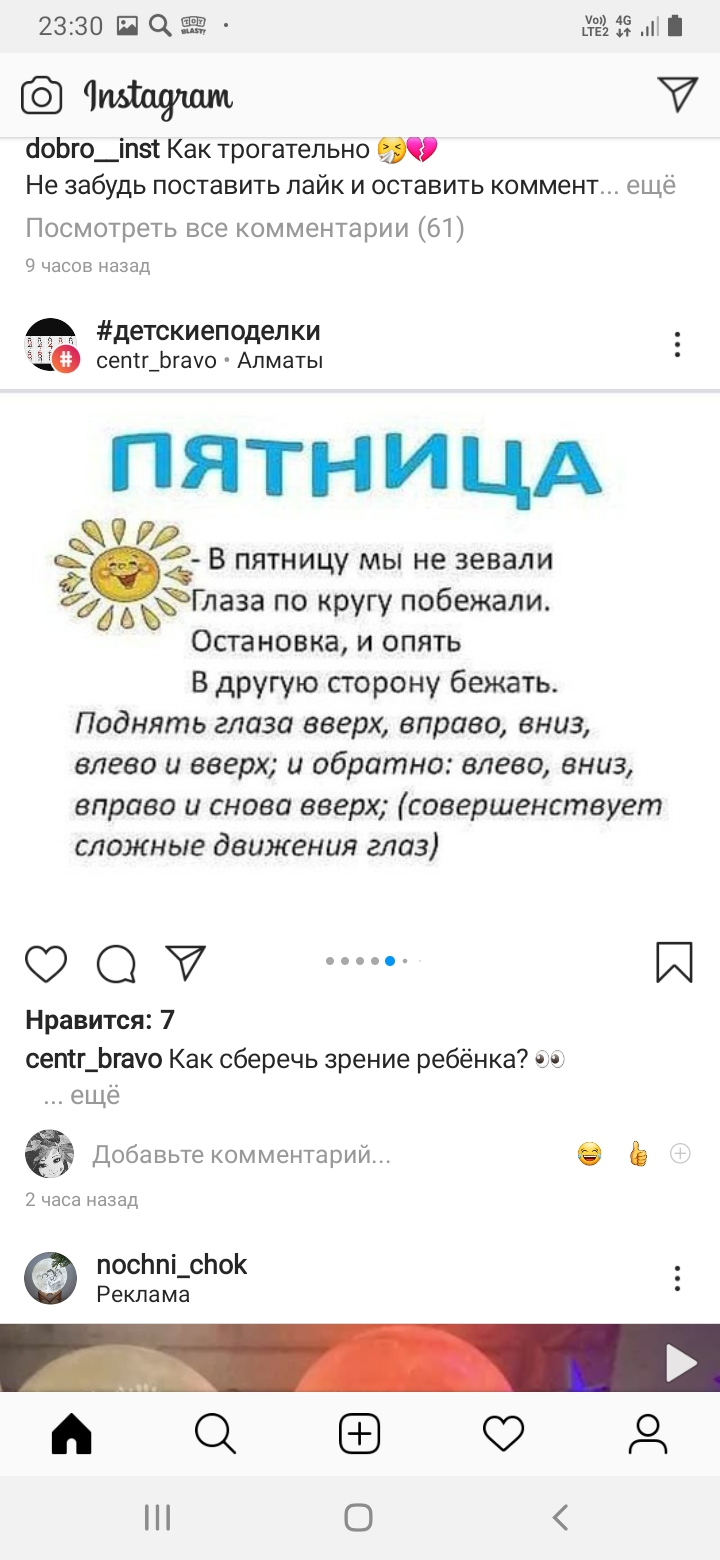 23:30
Vo))
LTE2
4G
Instagram
dobro__inst Как трогательно 🤧💔
Не забудь поставить лайк и оставить коммент... ещё
Посмотреть все комментарии (61)
9 часов назад
#детскиеподелки
centr_bravo • Алматы
ПЯТНИЦА
- В пятницу мы не зевали
Глаза по кругу побежали.
Остановка, и опять
В другую сторону бежать.
Поднять глаза вверх, вправо, вниз,
влево и вверх; и обратно: влево, вниз,
вправо и снова вверх; (совершенствует
сложные движения глаз)
Нравится: 7
centr_bravo Как сберечь зрение ребёнка? 👀
... ещё
Добавьте комментарий...
2 часа назад
nochni_chok
Реклама